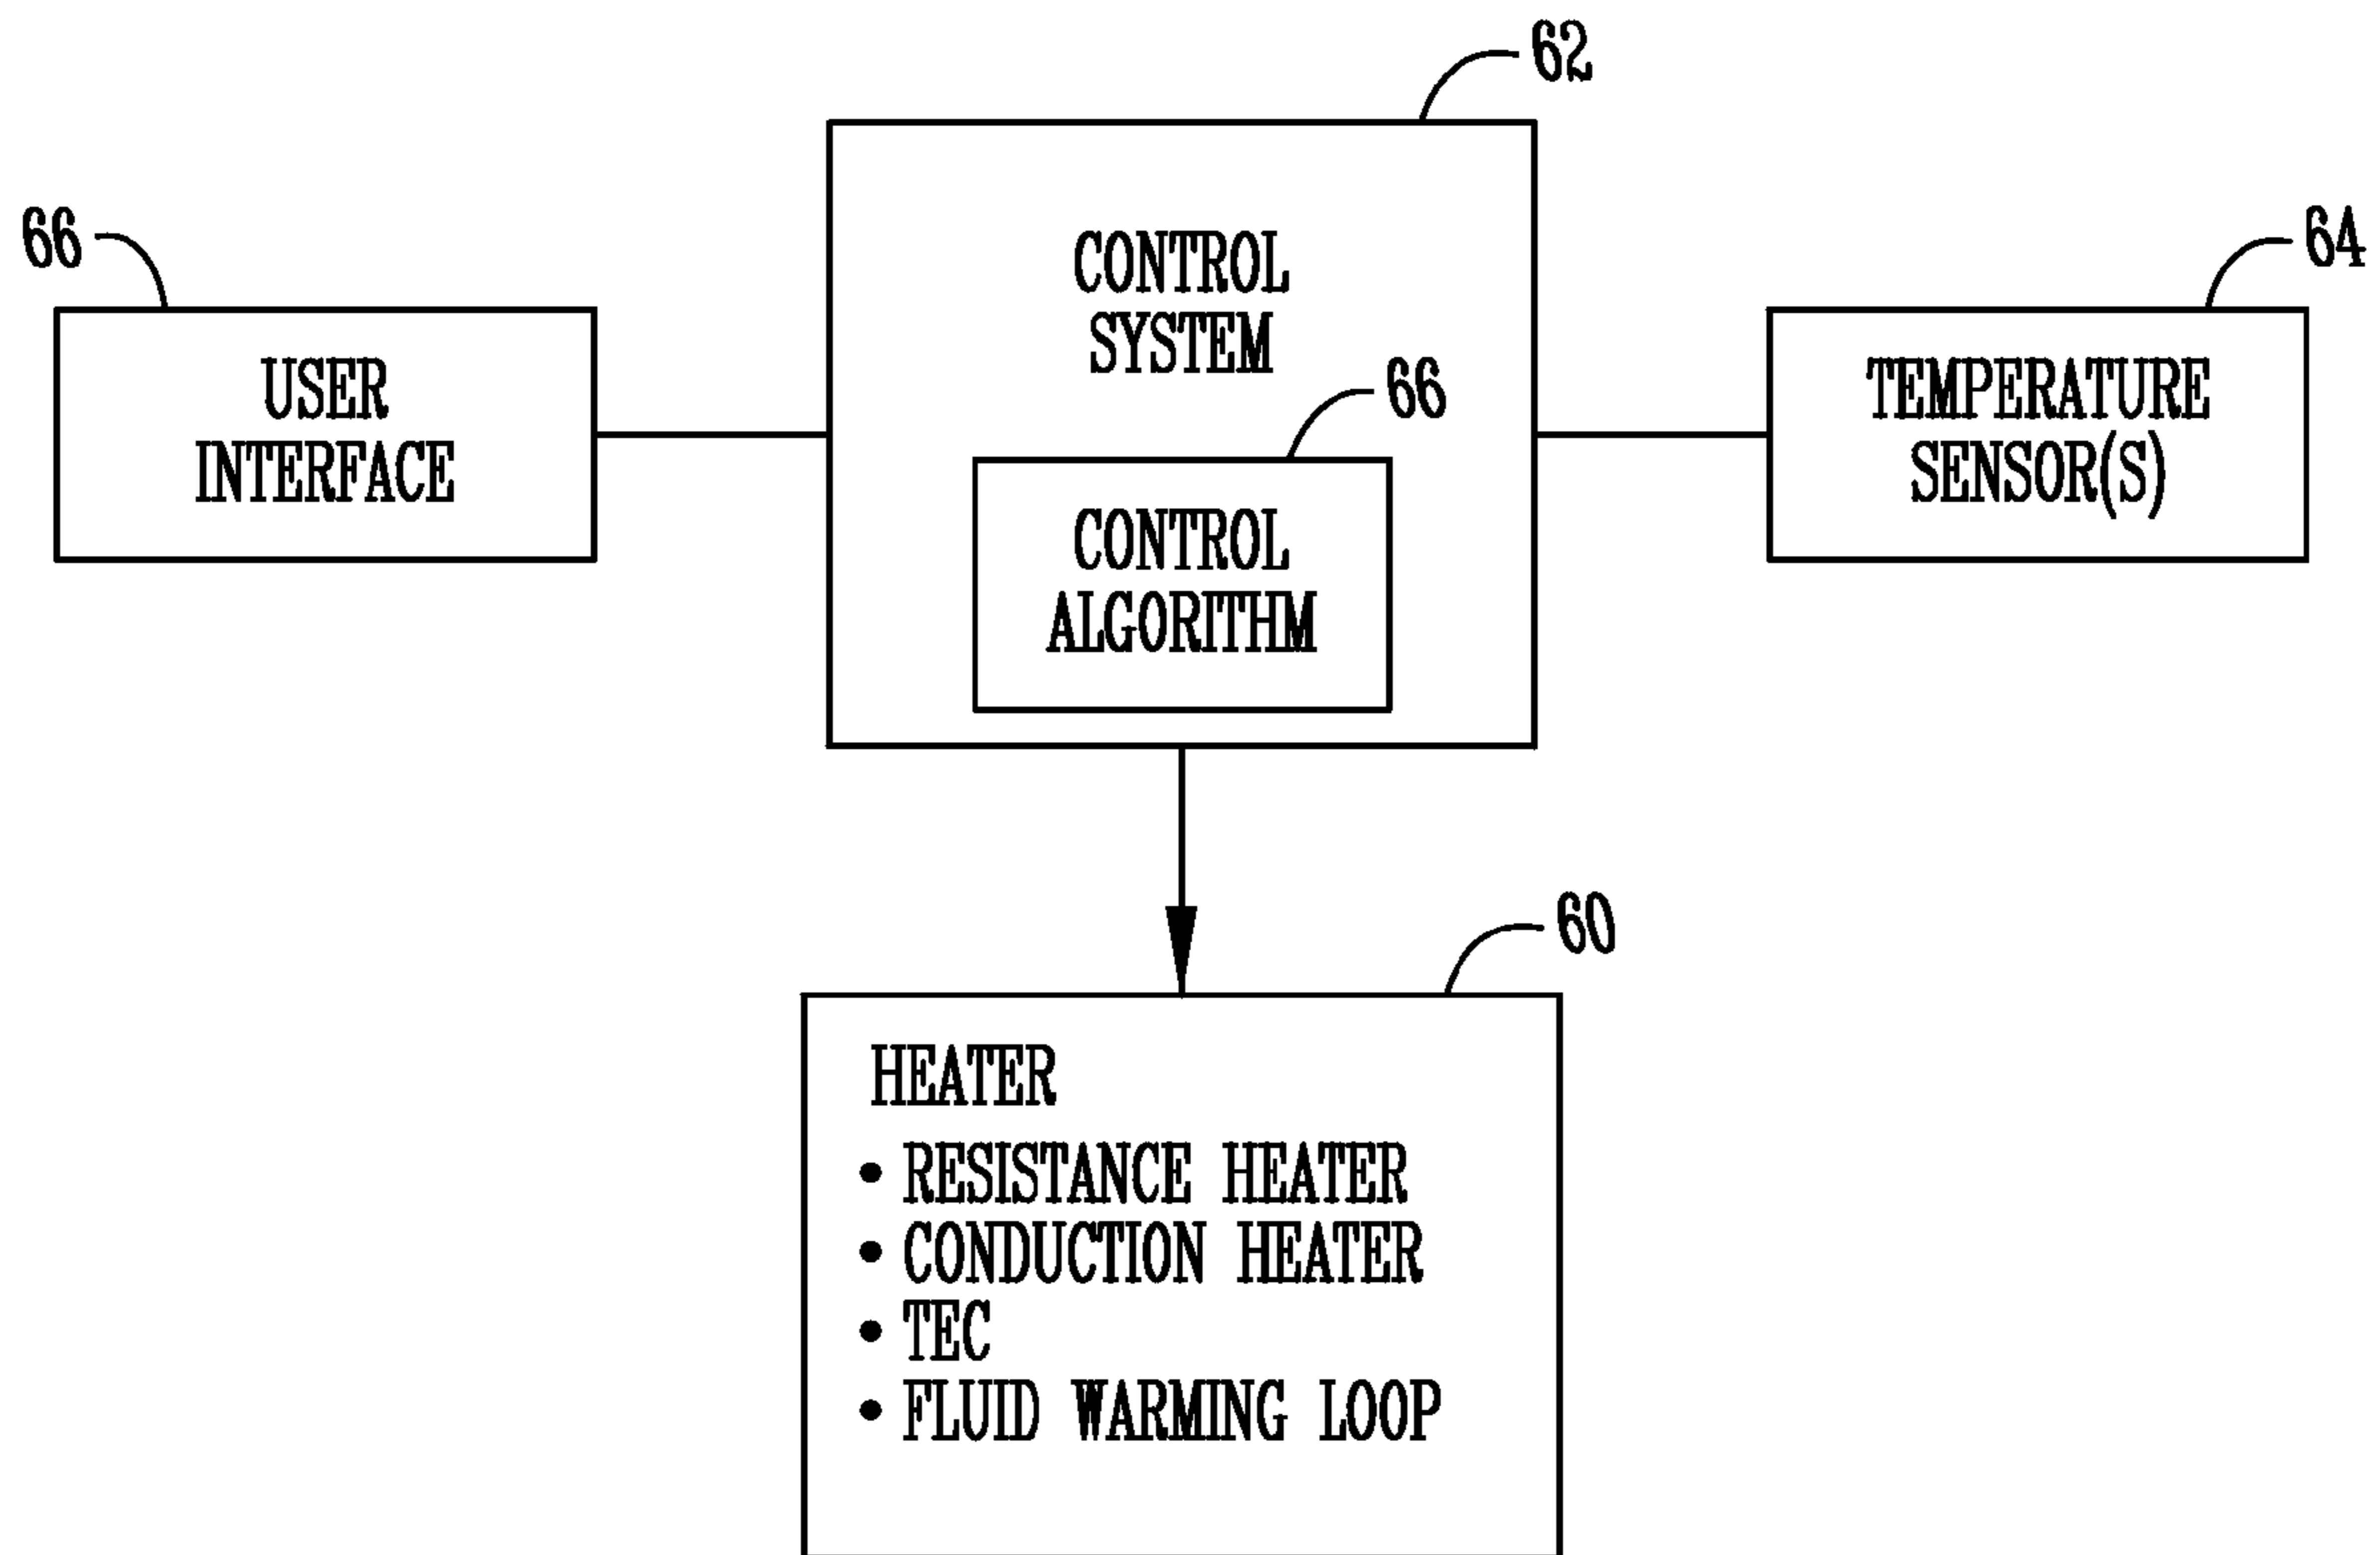 62
66
64
CONTROL
SYSTEM
USER
INTERFACE
66
TEMPERATURE
SENSOR(S)
CONTROL
ALGORITHM
60
HEATER
• RESISTANCE HEATER
• CONDUCTION HEATER
• TEC
• FLUID WARMING LOOP